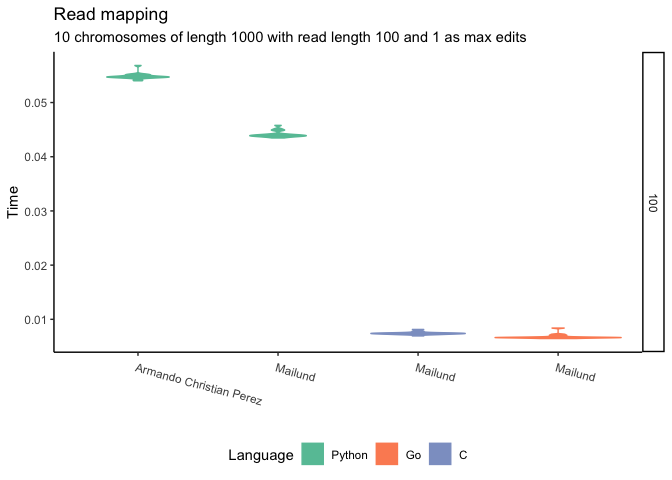 Read mapping
10 chromosomes of length 1000 with read length 100 and 1 as max edits
Time
0.05
0.04
0.03
0.02
0.01
100
Armando Christian Perez
Mailund
Mailund
Mailund
Language Python Go C